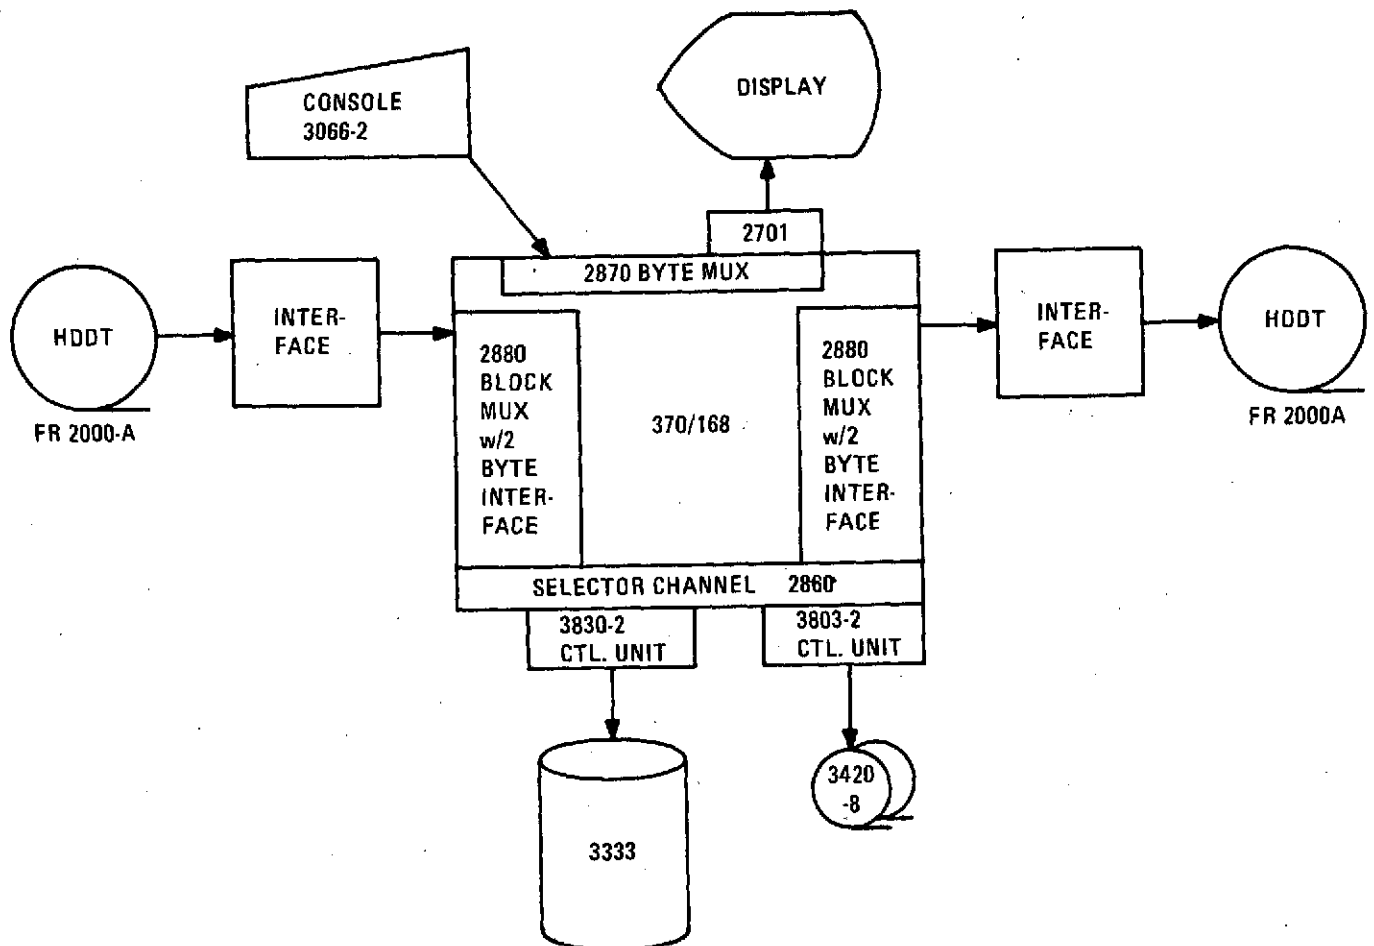 CONSOLE
3066-2
DISPLAY
2701
2870 BYTE MUX
HDDT
FR 2000-A
INTER-
FACE
2880
BLOCK
MUX
w/2
BYTE
INTER-
FACE
370/168
2880
BLOCK
MUX
w/2
BYTE
INTER-
FACE
INTER-
FACE
HDDT
FR 2000A
SELECTOR CHANNEL 2860
3830-2
CTL. UNIT
3803-2
CTL. UNIT
3333
3420
-8